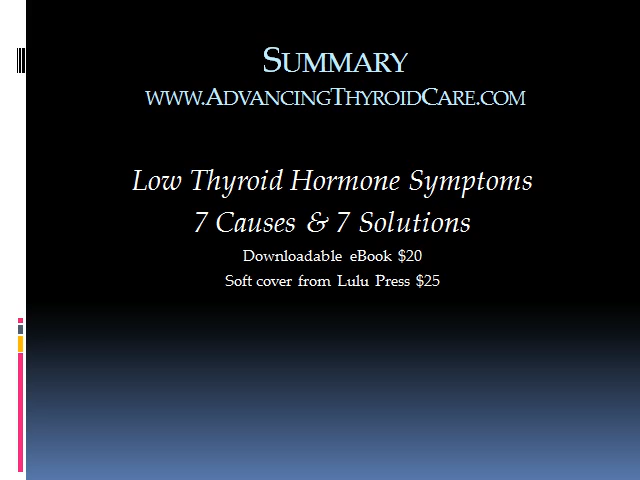 SUMMARY
WWW.ADVANCINGTHYROIDCARE.COM
Low Thyroid Hormone Symptoms
7 Causes & 7 Solutions
Downloadable eBook $20
Soft cover from Lulu Press $25